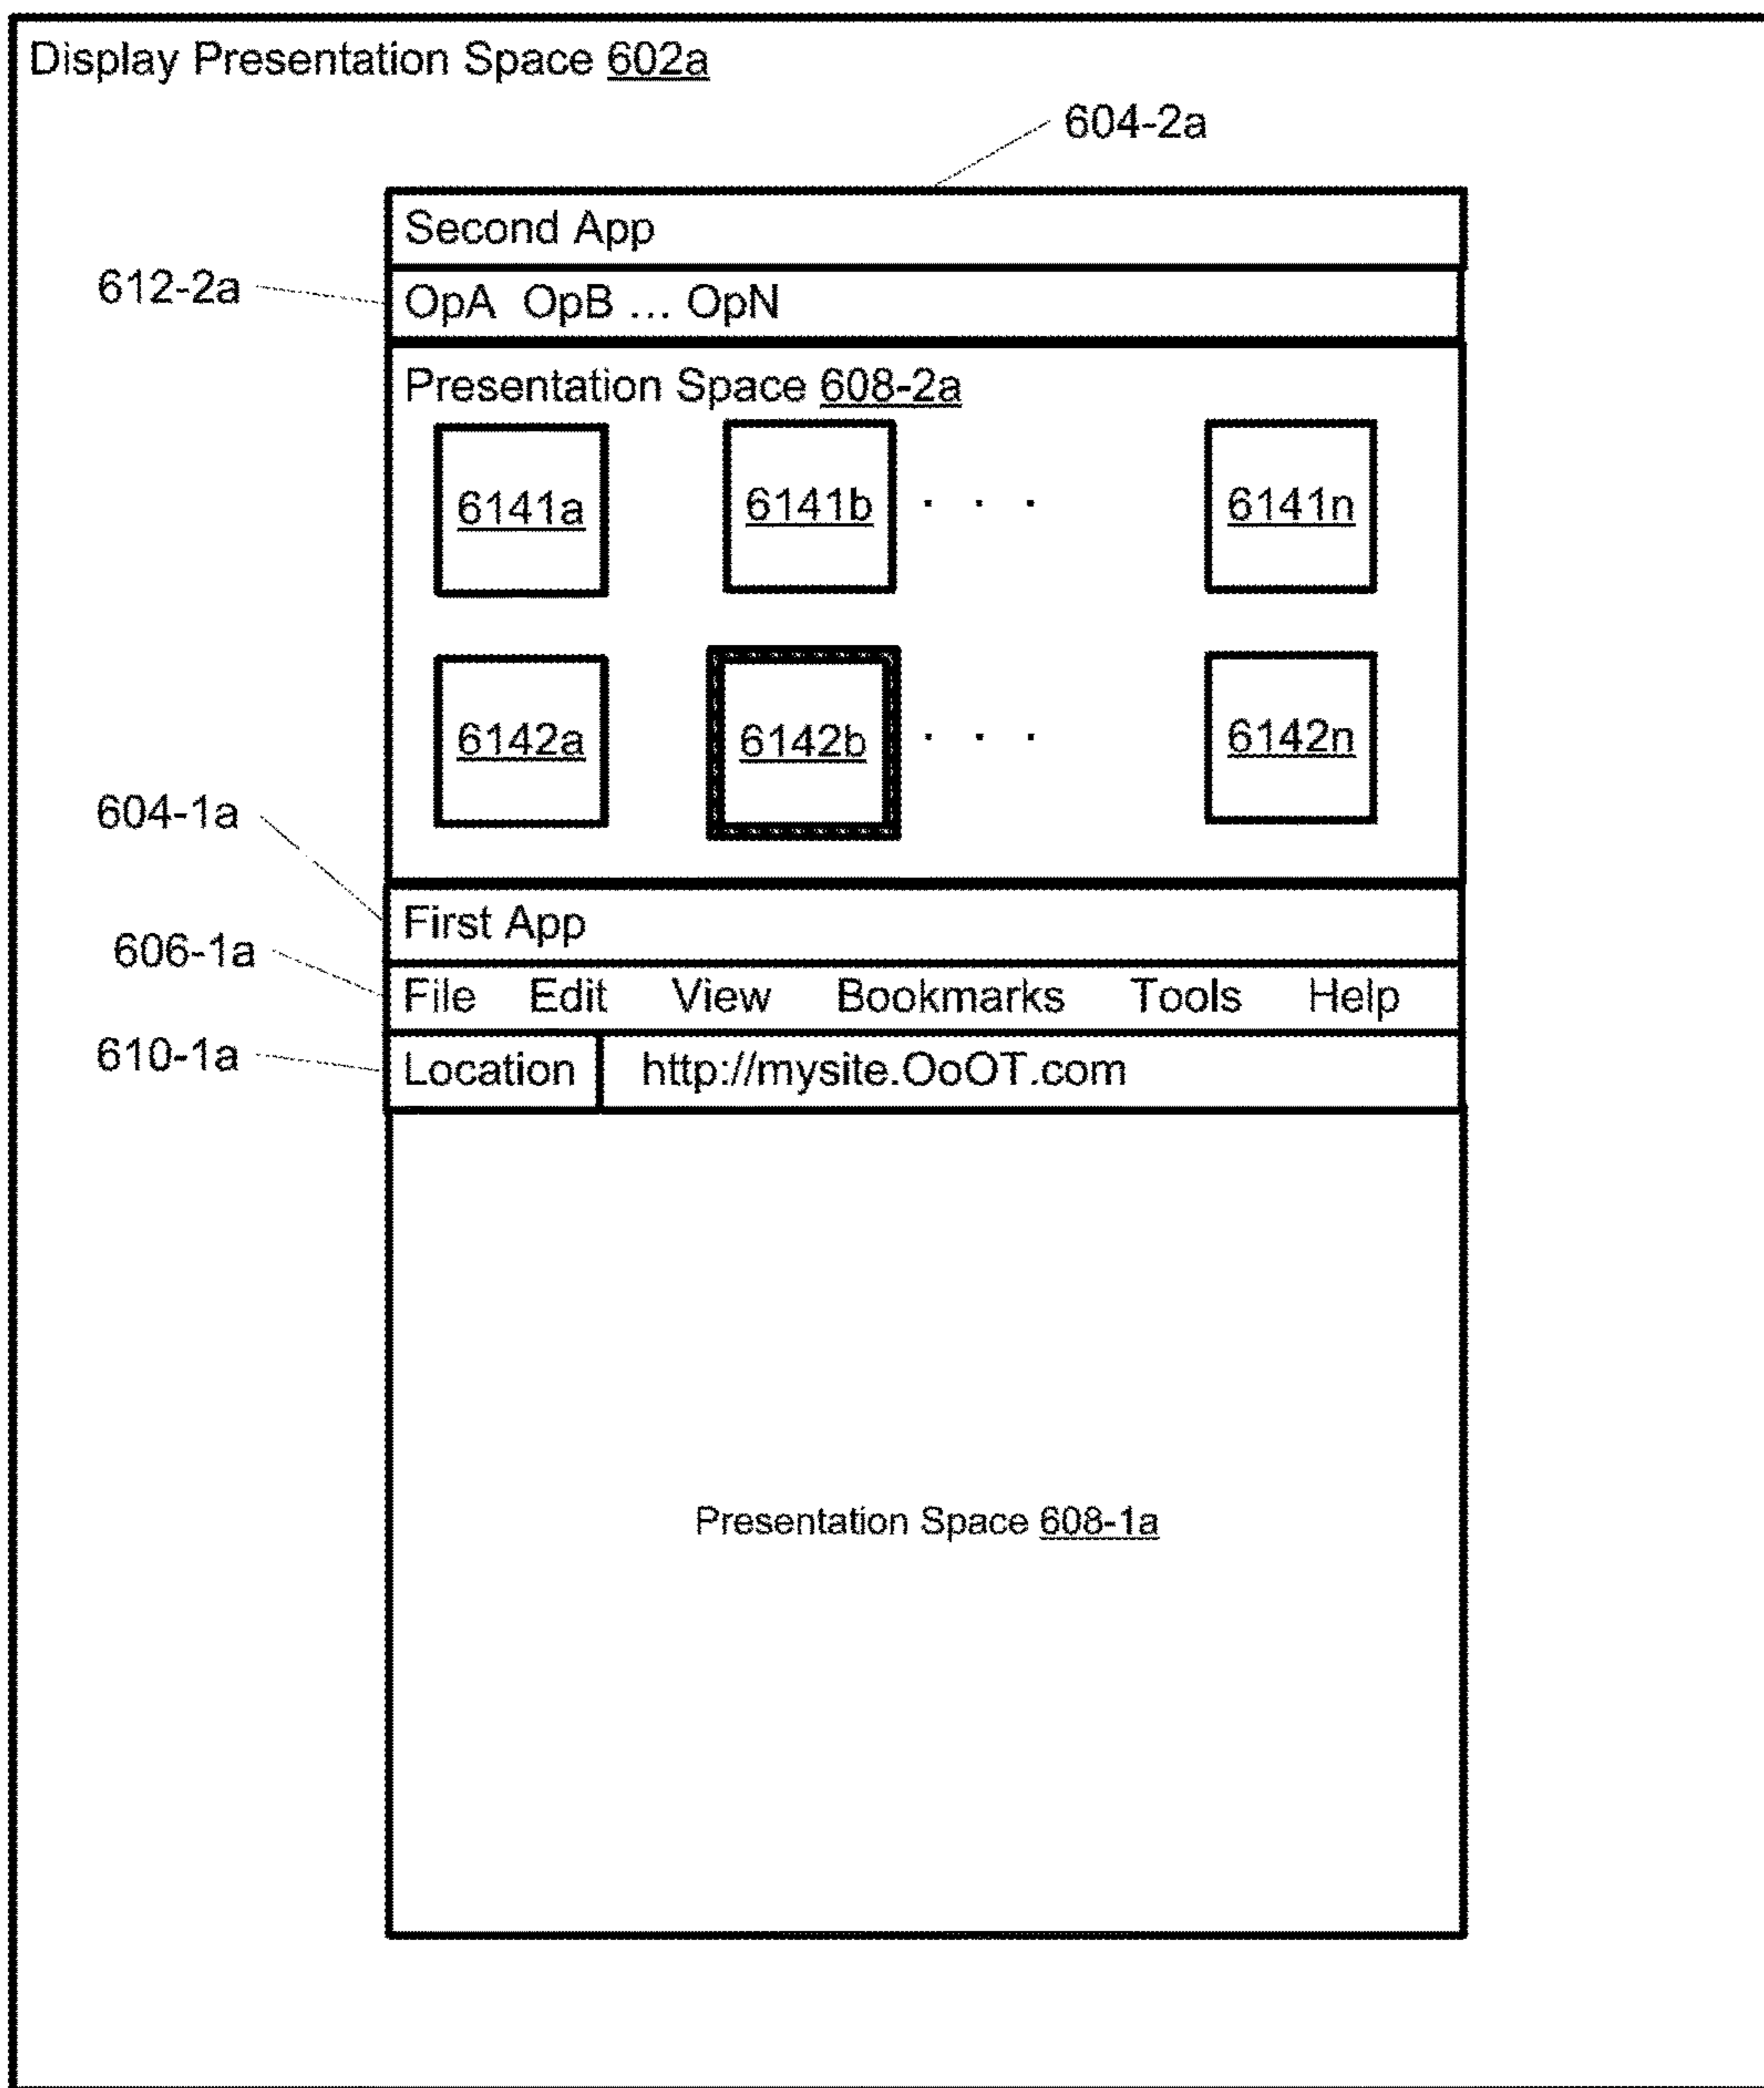 Display Presentation Space 602a
604-2a
Second App
612-2a
OpA OpB ... OpN
Presentation Space 608-2a
6141a 6141b . . . 6141n
6142a 6142b . . . 6142n
604-1a
First App
606-1a
File Edit View Bookmarks Tools Help
610-1a
Location http://mysite.OoOT.com
Presentation Space 608-1a